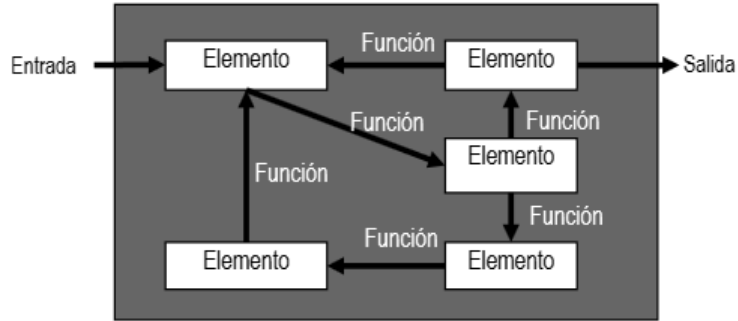 Función
Elemento
Elemento
Entrada
Salida
Función
Función
Elemento
Función
Función
Función
Elemento
Elemento